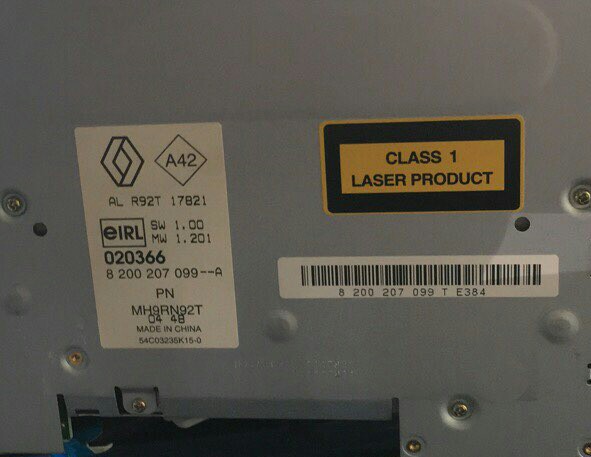 A42
AL R92T 17821
eIRL SW 1.00
MW 1.201
020366
8 200 207 099--A
PN
MH9RN92T
04 48
MADE IN CHINA
54C03235K15-0
CLASS 1
LASER PRODUCT
8 200 207 099 T E384